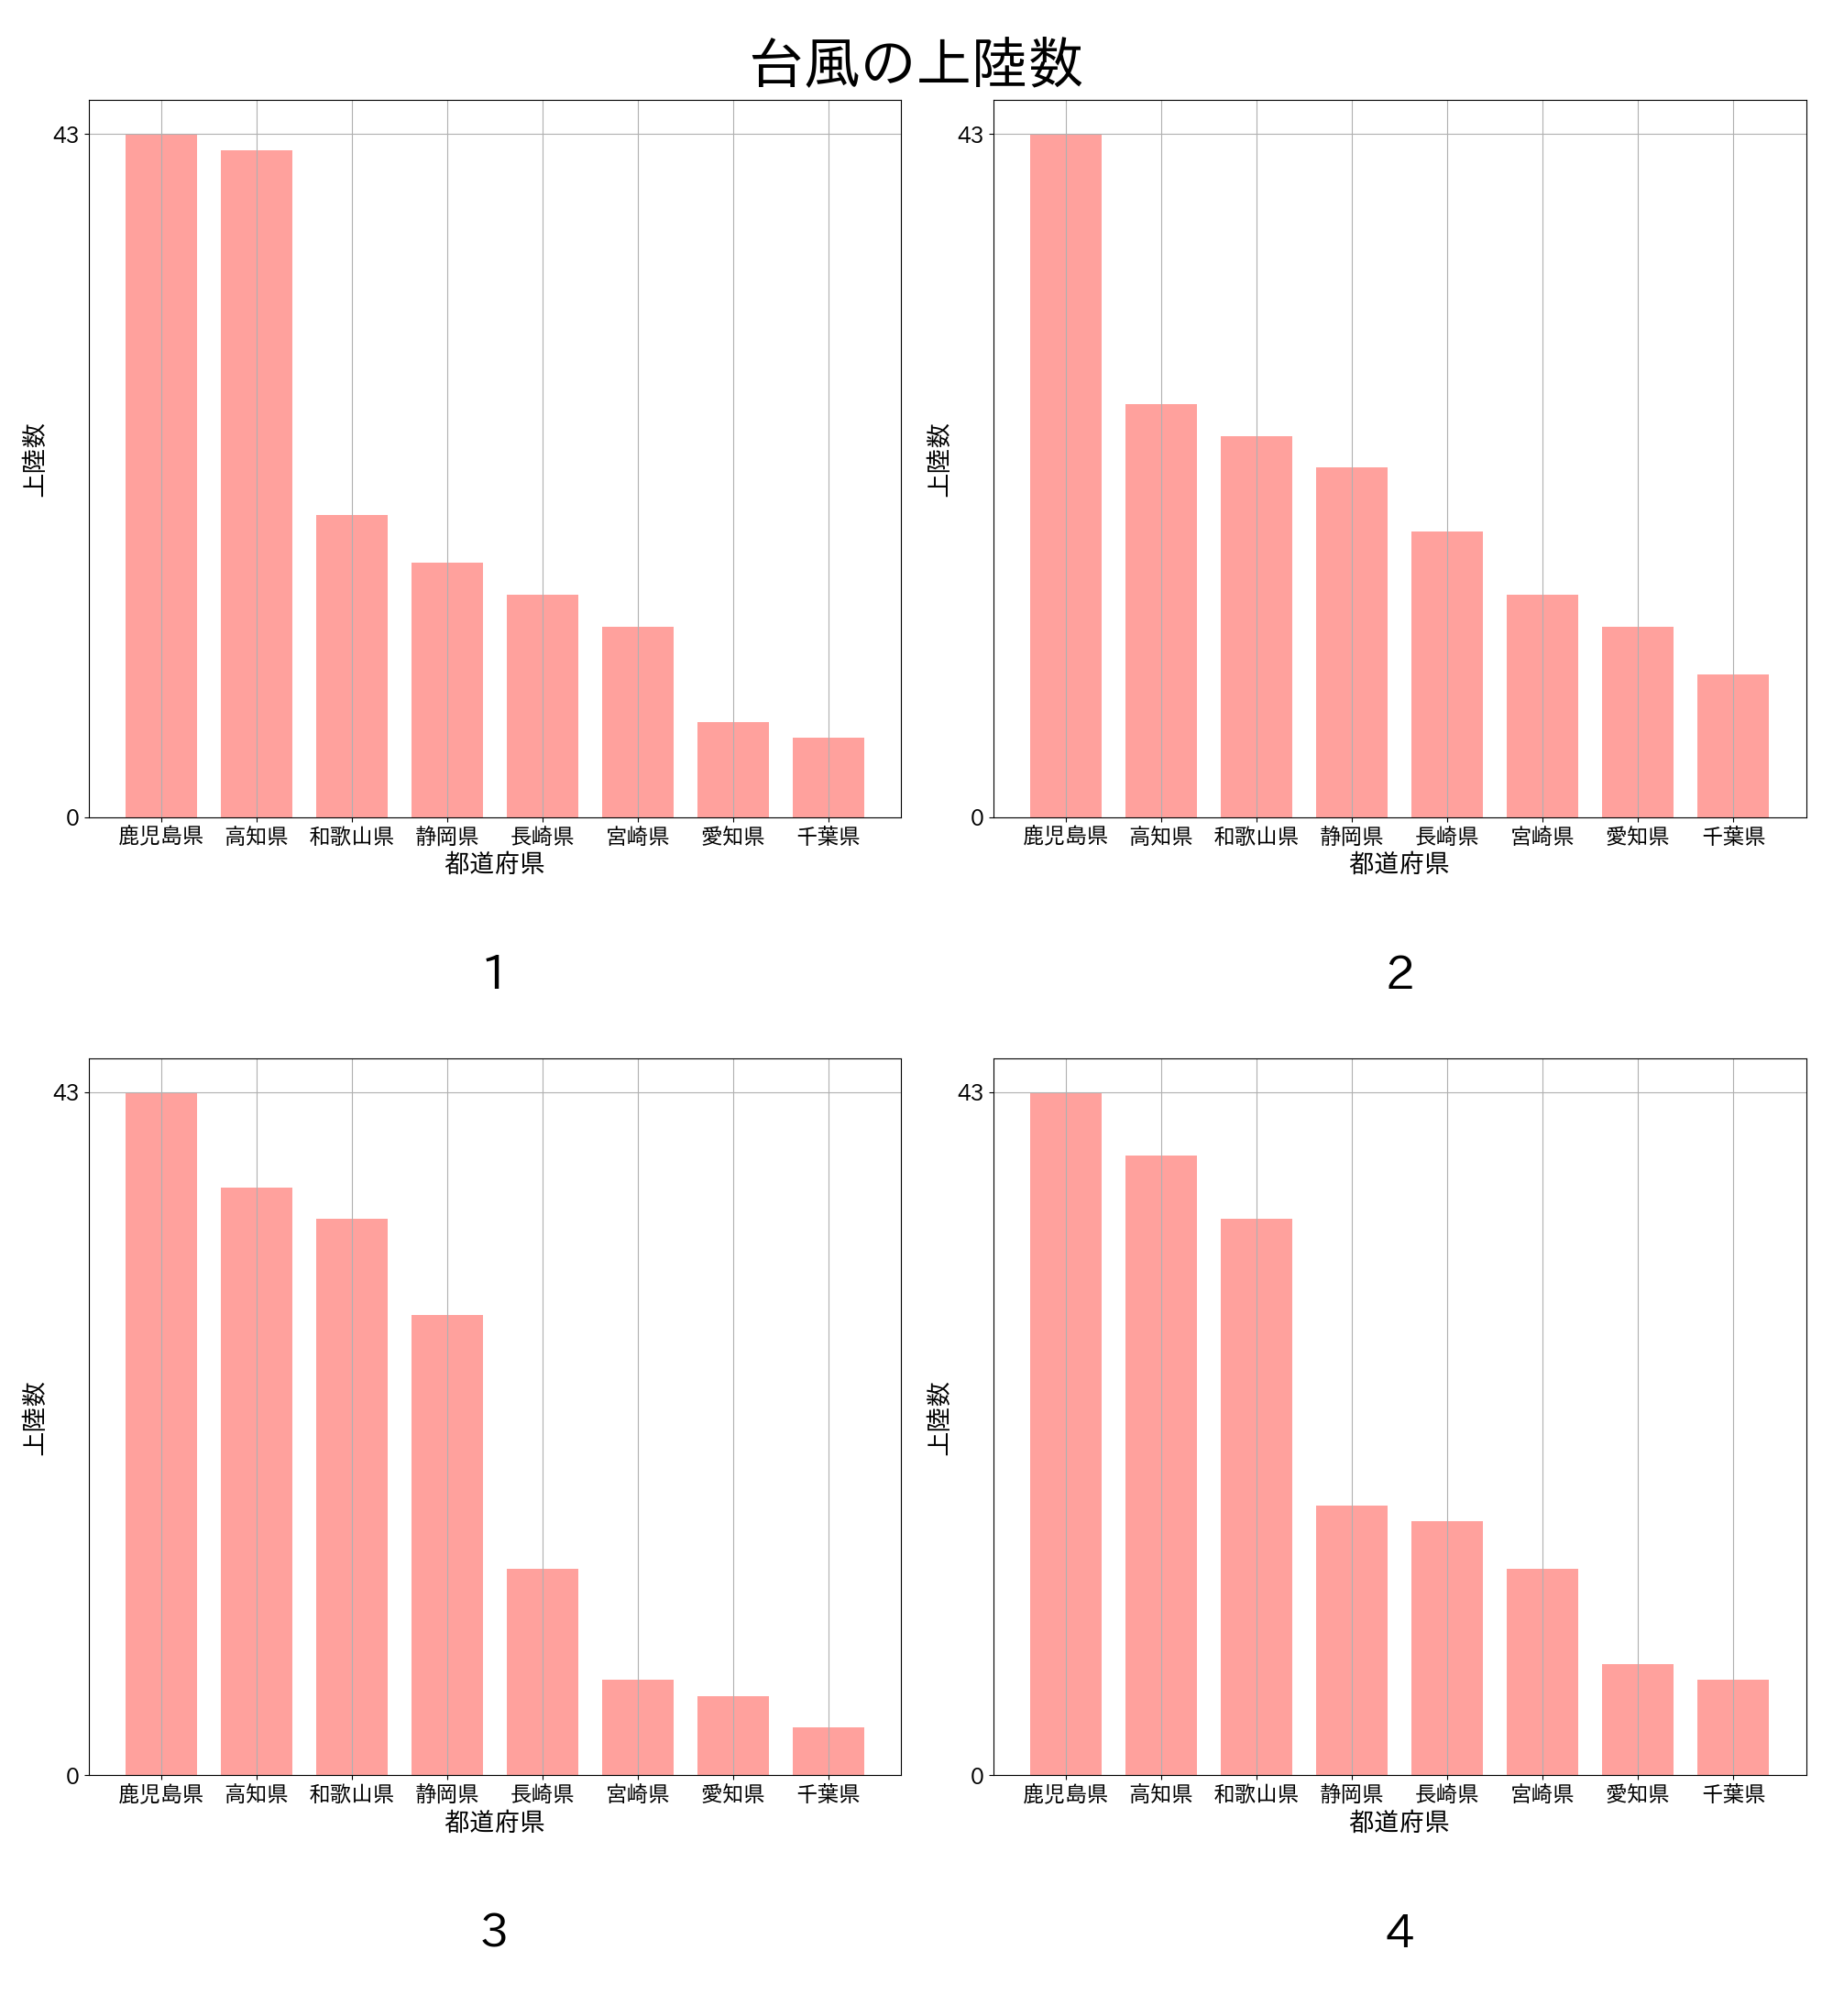 台風の上陸数
43
0
上陸数
鹿児島県 高知県 和歌山県 静岡県 長崎県 宮崎県 愛知県 千葉県
都道府県
1
43
0
上陸数
鹿児島県 高知県 和歌山県 静岡県 長崎県 宮崎県 愛知県 千葉県
都道府県
2
43
0
上陸数
鹿児島県 高知県 和歌山県 静岡県 長崎県 宮崎県 愛知県 千葉県
都道府県
3
43
0
上陸数
鹿児島県 高知県 和歌山県 静岡県 長崎県 宮崎県 愛知県 千葉県
都道府県
4